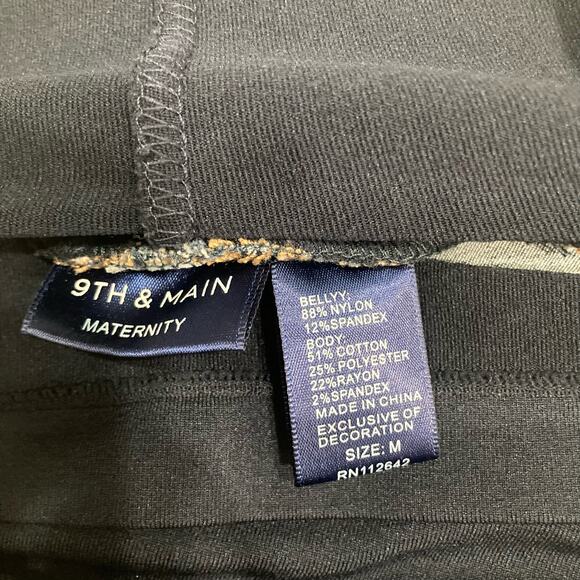 9TH & MAIN
MATERNITY
BELLYY:
88% NYLON
12%SPANDEX
BODY:
51% COTTON
25% POLYESTER
22%RAYON
2%SPANDEX
MADE IN CHINA
EXCLUSIVE OF
DECORATION
SIZE: M
RN112642